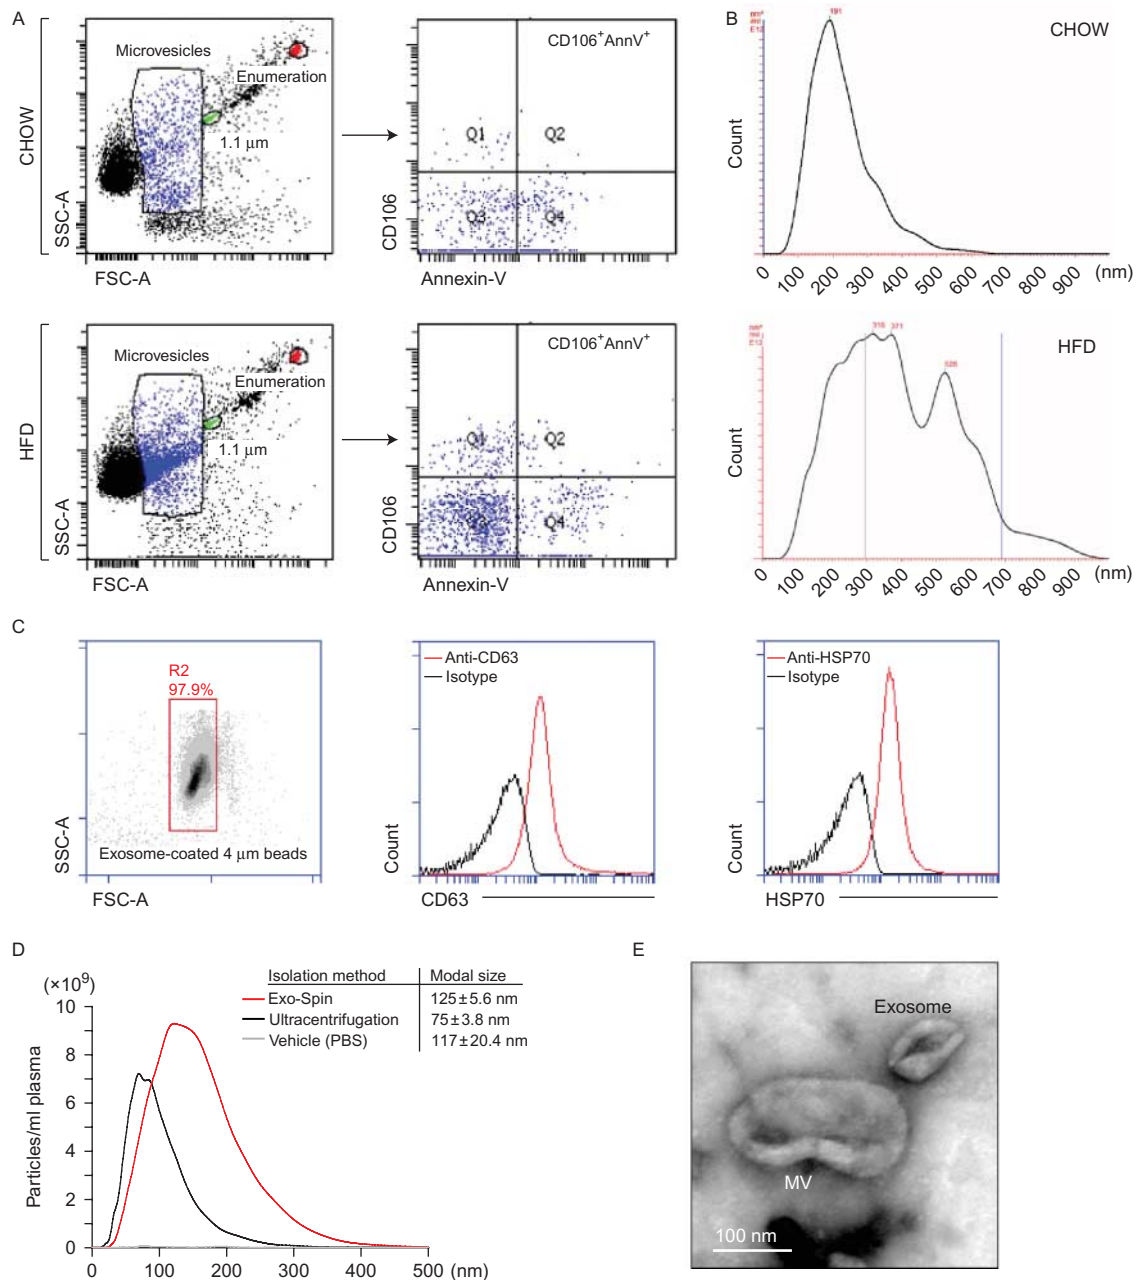 A
CHOW
Microvesicles
Enumeration
1.1 μm
SSC-A
FSC-A
CD106⁺AnnV⁺
Q1
Q2
Q3
Q4
CD106
Annexin-V
B
191
CHOW
Count
0
100
200
300
400
500
600
700
800
900
(nm)
HFD
Microvesicles
Enumeration
1.1 μm
SSC-A
FSC-A
CD106⁺AnnV⁺
Q1
Q2
Q3
Q4
CD106
Annexin-V
371
HFD
Count
0
100
200
300
400
500
600
700
800
900
(nm)
C
R2
97.9%
Exosome-coated 4 μm beads
SSC-A
FSC-A
Anti-CD63
Isotype
Count
CD63
Anti-HSP70
Isotype
Count
HSP70
D
(×10⁹)
Isolation method Modal size
Exo-Spin 125±5.6 nm
Ultracentrifugation 75±3.8 nm
Vehicle (PBS) 117±20.4 nm
Particles/ml plasma
10
8
6
4
2
0
0 100 200 300 400 500 (nm)
E
Exosome
MV
100 nm